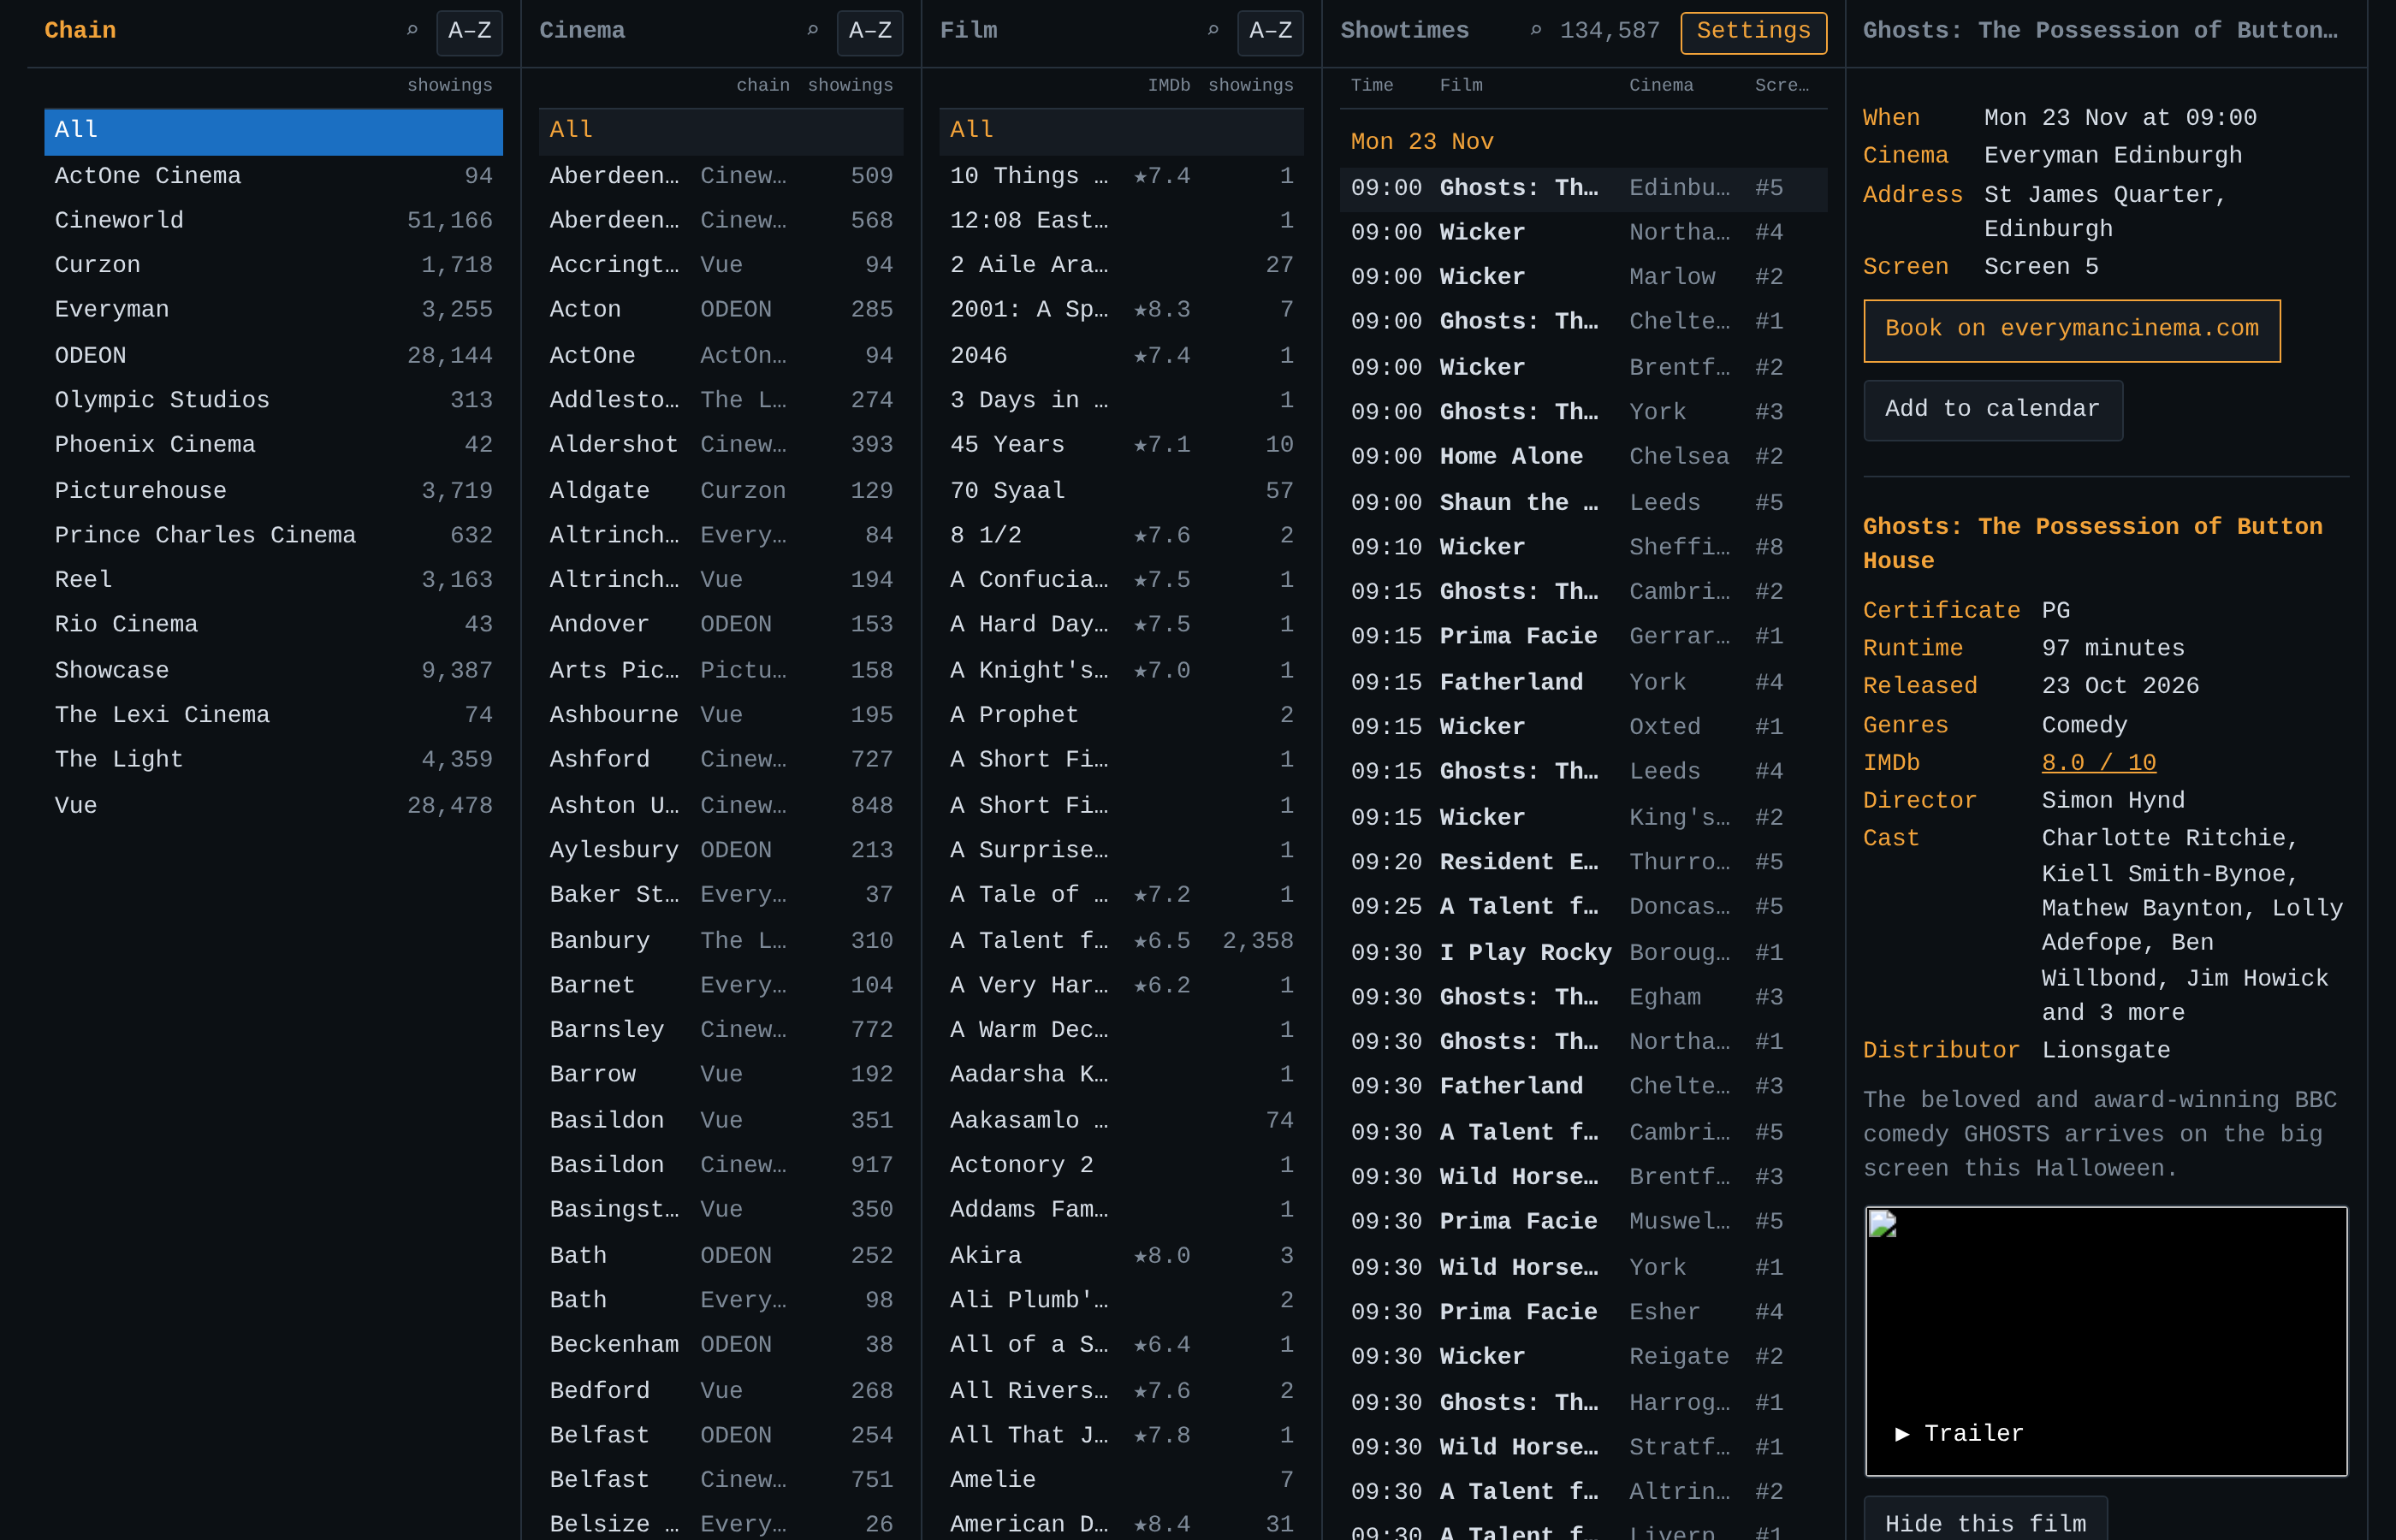 Chain ⌕ A–Z
showings
All
ActOne Cinema 94
Cineworld 51,166
Curzon 1,718
Everyman 3,255
ODEON 28,144
Olympic Studios 313
Phoenix Cinema 42
Picturehouse 3,719
Prince Charles Cinema 632
Reel 3,163
Rio Cinema 43
Showcase 9,387
The Lexi Cinema 74
The Light 4,359
Vue 28,478
Cinema ⌕ A–Z
chain showings
All
Aberdeen… Cinew… 509
Aberdeen… Cinew… 568
Accringt… Vue 94
Acton ODEON 285
ActOne ActOn… 94
Addlesto… The L… 274
Aldershot Cinew… 393
Aldgate Curzon 129
Altrinch… Every… 84
Altrinch… Vue 194
Andover ODEON 153
Arts Pic… Pictu… 158
Ashbourne Vue 195
Ashford Cinew… 727
Ashton U… Cinew… 848
Aylesbury ODEON 213
Baker St… Every… 37
Banbury The L… 310
Barnet Every… 104
Barnsley Cinew… 772
Barrow Vue 192
Basildon Vue 351
Basildon Cinew… 917
Basingst… Vue 350
Bath ODEON 252
Bath Every… 98
Beckenham ODEON 38
Bedford Vue 268
Belfast ODEON 254
Belfast Cinew… 751
Belsize … Every… 26
Film ⌕ A–Z
IMDb showings
All
10 Things … ★7.4 1
12:08 East… 1
2 Aile Ara… 27
2001: A Sp… ★8.3 7
2046 ★7.4 1
3 Days in … 1
45 Years ★7.1 10
70 Syaal 57
8 1/2 ★7.6 2
A Confucia… ★7.5 1
A Hard Day… ★7.5 1
A Knight's… ★7.0 1
A Prophet 2
A Short Fi… 1
A Short Fi… 1
A Surprise… 1
A Tale of … ★7.2 1
A Talent f… ★6.5 2,358
A Very Har… ★6.2 1
A Warm Dec… 1
Aadarsha K… 1
Aakasamlo … 74
Actonory 2 1
Addams Fam… 1
Akira ★8.0 3
Ali Plumb'… 2
All of a S… ★6.4 1
All Rivers… ★7.6 2
All That J… ★7.8 1
Amelie 7
American D… ★8.4 31
Showtimes ⌕ 134,587 Settings
Time Film Cinema Scre…
Mon 23 Nov
09:00 Ghosts: Th… Edinbu… #5
09:00 Wicker Northa… #4
09:00 Wicker Marlow #2
09:00 Ghosts: Th… Chelte… #1
09:00 Wicker Brentf… #2
09:00 Ghosts: Th… York #3
09:00 Home Alone Chelsea #2
09:00 Shaun the … Leeds #5
09:10 Wicker Sheffi… #8
09:15 Ghosts: Th… Cambri… #2
09:15 Prima Facie Gerrar… #1
09:15 Fatherland York #4
09:15 Wicker Oxted #1
09:15 Ghosts: Th… Leeds #4
09:15 Wicker King's… #2
09:20 Resident E… Thurro… #5
09:25 A Talent f… Doncas… #5
09:30 I Play Rocky Boroug… #1
09:30 Ghosts: Th… Egham #3
09:30 Ghosts: Th… Northa… #1
09:30 Fatherland Chelte… #3
09:30 A Talent f… Cambri… #5
09:30 Wild Horse… Brentf… #3
09:30 Prima Facie Muswel… #5
09:30 Wild Horse… York #1
09:30 Prima Facie Esher #4
09:30 Wicker Reigate #2
09:30 Ghosts: Th… Harrog… #1
09:30 Wild Horse… Stratf… #1
09:30 A Talent f… Altrin… #2
09:30 A Talent f… Liverp… #1
Ghosts: The Possession of Button…
When Mon 23 Nov at 09:00
Cinema Everyman Edinburgh
Address St James Quarter,
Edinburgh
Screen Screen 5
Book on everymancinema.com
Add to calendar
Ghosts: The Possession of Button
House
Certificate PG
Runtime 97 minutes
Released 23 Oct 2026
Genres Comedy
IMDb 8.0 / 10
Director Simon Hynd
Cast Charlotte Ritchie,
Kiell Smith-Bynoe,
Mathew Baynton, Lolly
Adefope, Ben
Willbond, Jim Howick
and 3 more
Distributor Lionsgate
The beloved and award-winning BBC
comedy GHOSTS arrives on the big
screen this Halloween.
▶ Trailer
Hide this film